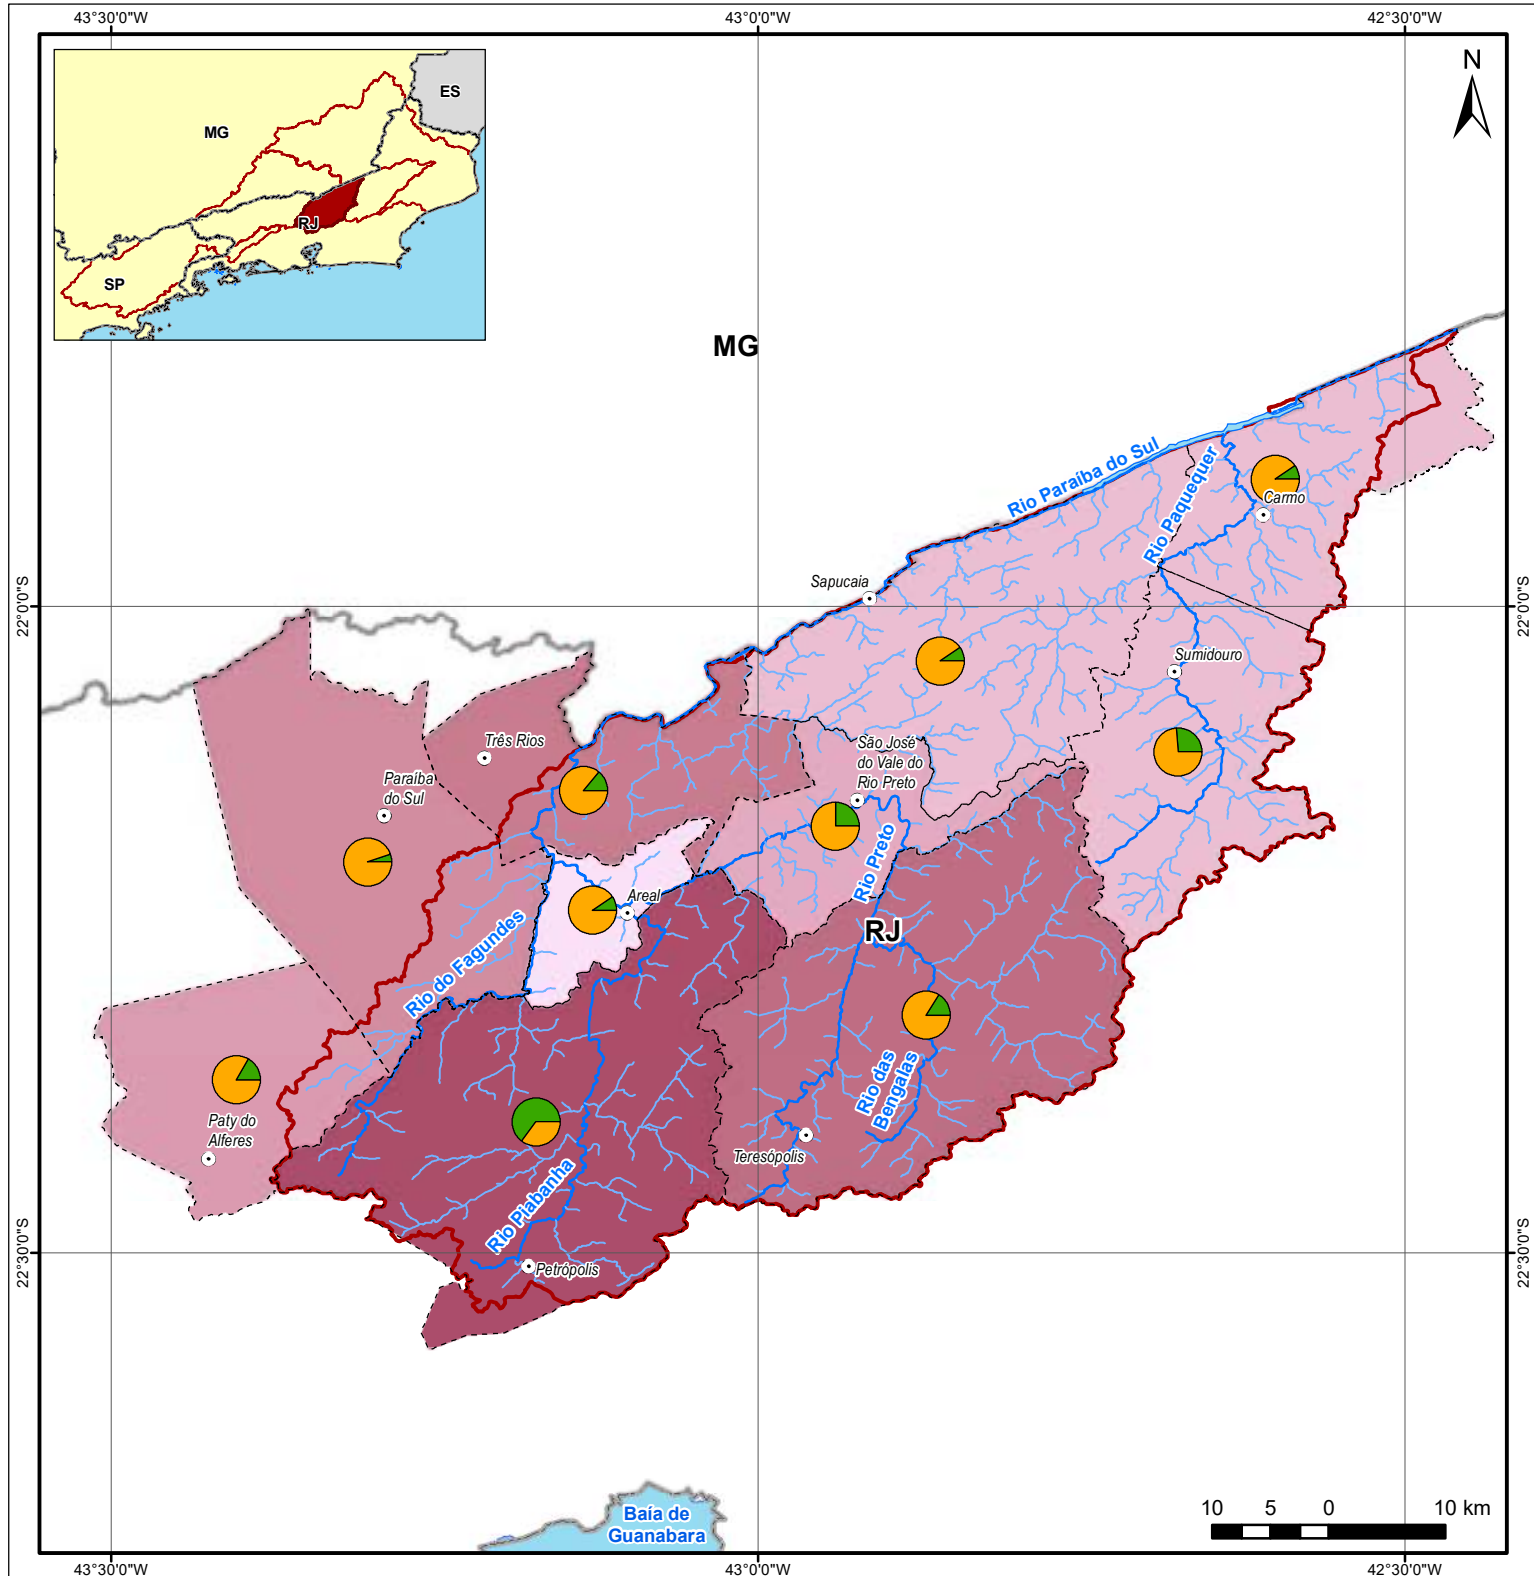 43°30'0"W
43°0'0"W
42°30'0"W
ES
MG
RJ
SP
N
MG
Rio Paraíba do Sul
Rio Paquequer
Carmo
22°0'0"S
22°0'0"S
Sapucaia
Sumidouro
Três Rios
São José
do Vale do
Rio Preto
Paraíba
do Sul
Rio Preto
Areal
RJ
Rio do Fagundes
Rio das
Bengalas
Paty do
Alferes
Teresópolis
Rio Piabanha
22°30'0"S
22°30'0"S
Petrópolis
Baía de
Guanabara
10 5 0 10 km
43°30'0"W
43°0'0"W
42°30'0"W